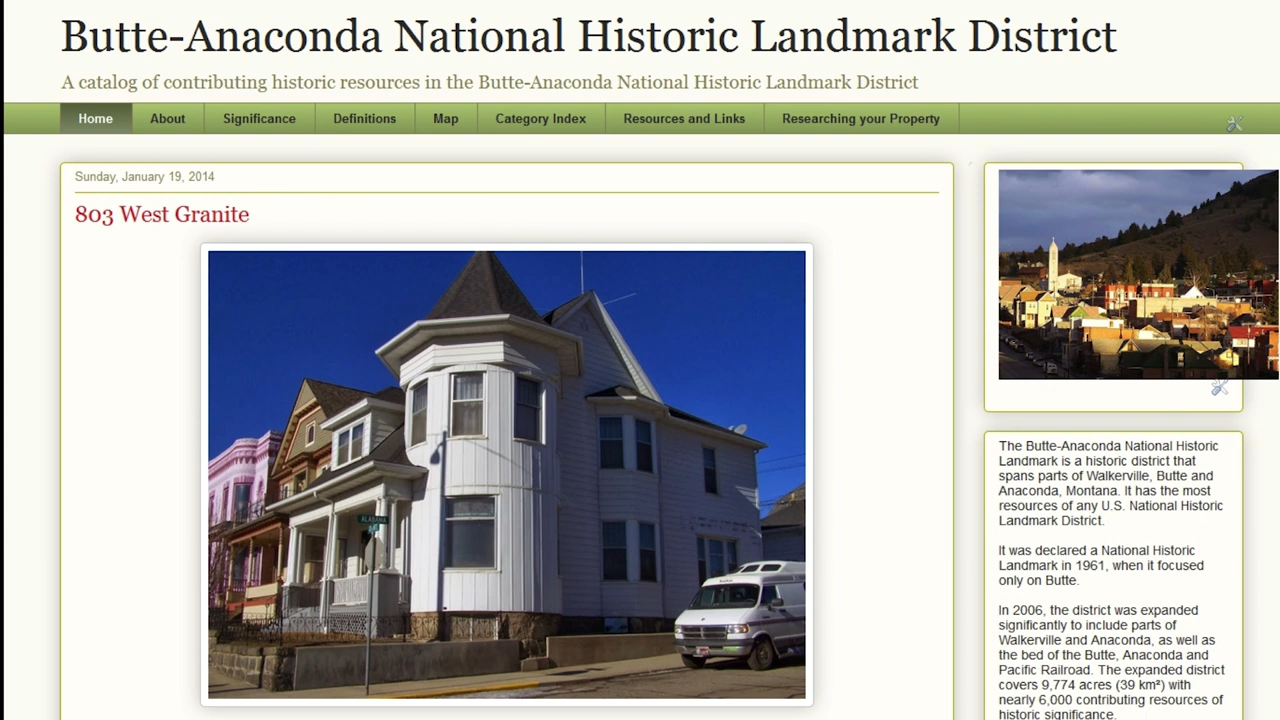 Butte-Anaconda National Historic Landmark District
A catalog of contributing historic resources in the Butte-Anaconda National Historic Landmark District
Home About Significance Definitions Map Category Index Resources and Links Researching your Property
Sunday, January 19, 2014
803 West Granite
ALABAMA
The Butte-Anaconda National Historic
Landmark is a historic district that
spans parts of Walkerville, Butte and
Anaconda, Montana. It has the most
resources of any U.S. National Historic
Landmark District.
It was declared a National Historic
Landmark in 1961, when it focused
only on Butte.
In 2006, the district was expanded
significantly to include parts of
Walkerville and Anaconda, as well as
the bed of the Butte, Anaconda and
Pacific Railroad. The expanded district
covers 9,774 acres (39 km²) with
nearly 6,000 contributing resources of
historic significance.